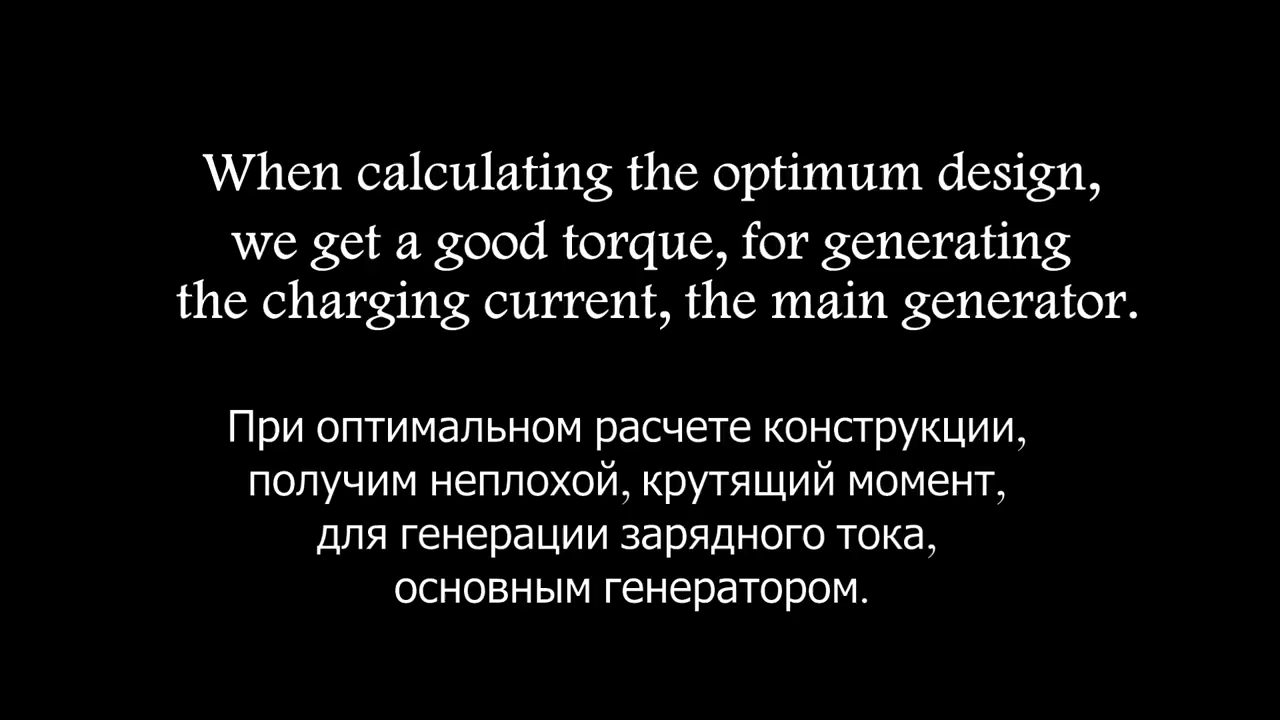 When calculating the optimum design,
we get a good torque, for generating
the charging current, the main generator.
При оптимальном расчете конструкции,
получим неплохой, крутящий момент,
для генерации зарядного тока,
основным генератором.